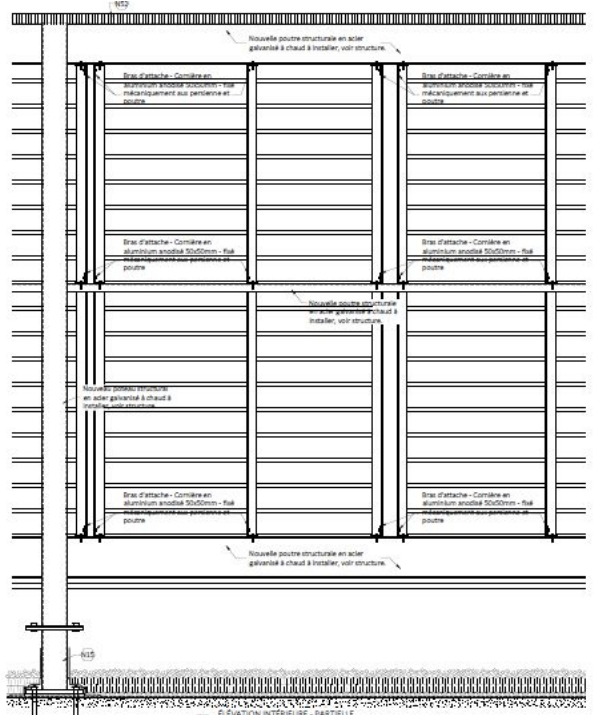 N52
Nouvelle poutre structurale en acier
galvanisé à chaud à installer, voir structure.
Bras d'attache - Cornière en
aluminium anodisé 50x50mm - fixé
mécaniquement aux persienne et
poutre
Bras d'attache - Cornière en
aluminium anodisé 50x50mm - fixé
mécaniquement aux persienne et
poutre
Bras d'attache - Cornière en
aluminium anodisé 50x50mm - fixé
mécaniquement aux persienne et
poutre
Bras d'attache - Cornière en
aluminium anodisé 50x50mm - fixé
mécaniquement aux persienne et
poutre
Nouvelle poutre structurale
en acier galvanisé à chaud à
installer, voir structure.
Nouveau poteau structural
en acier galvanisé à chaud à
installer, voir structure
Bras d'attache - Cornière en
aluminium anodisé 50x50mm - fixé
mécaniquement aux persienne et
poutre
Bras d'attache - Cornière en
aluminium anodisé 50x50mm - fixé
mécaniquement aux persienne et
poutre
Nouvelle poutre structurale en acier
galvanisé à chaud à installer, voir structure.
N15
ÉLÉVATION INTÉRIEURE - PARTIELLE